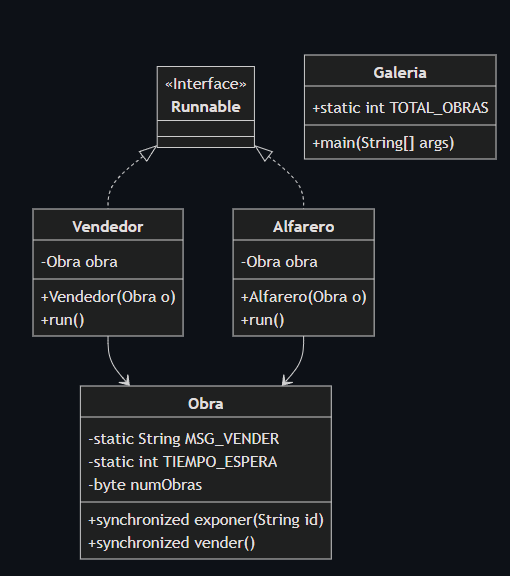 «Interface»
Runnable
Galeria
+static int TOTAL_OBRAS
+main(String[] args)
Vendedor
-Obra obra
+Vendedor(Obra o)
+run()
Alfarero
-Obra obra
+Alfarero(Obra o)
+run()
Obra
-static String MSG_VENDER
-static int TIEMPO_ESPERA
-byte numObras
+synchronized exponer(String id)
+synchronized vender()